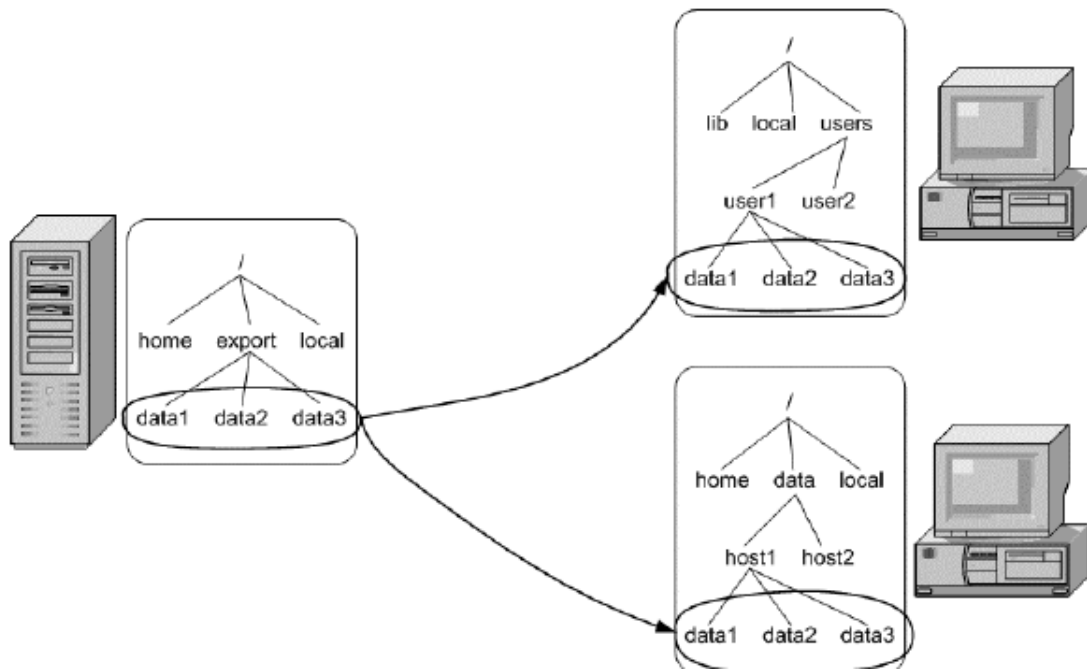 /
home export local
data1 data2 data3
/
lib local users
user1 user2
data1 data2 data3
/
home data local
host1 host2
data1 data2 data3